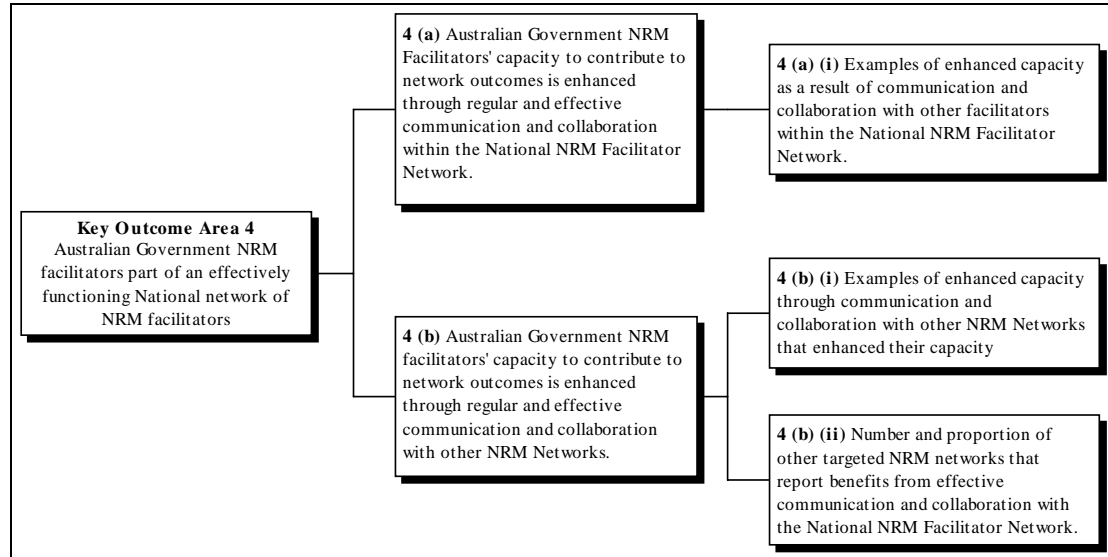 Key Outcome Area 4
Australian Government NRM
facilitators part of an effectively
functioning National network of
NRM facilitators
4 (a) Australian Government NRM
Facilitators' capacity to contribute to
network outcomes is enhanced
through regular and effective
communication and collaboration
within the National NRM Facilitator
Network.
4 (a) (i) Examples of enhanced capacity
as a result of communication and
collaboration with other facilitators
within the National NRM Facilitator
Network.
4 (b) Australian Government NRM
facilitators' capacity to contribute to
network outcomes is enhanced
through regular and effective
communication and collaboration
with other NRM Networks.
4 (b) (i) Examples of enhanced capacity
through communication and
collaboration with other NRM Networks
that enhanced their capacity
4 (b) (ii) Number and proportion of
other targeted NRM networks that
report benefits from effective
communication and collaboration with
the National NRM Facilitator Network.